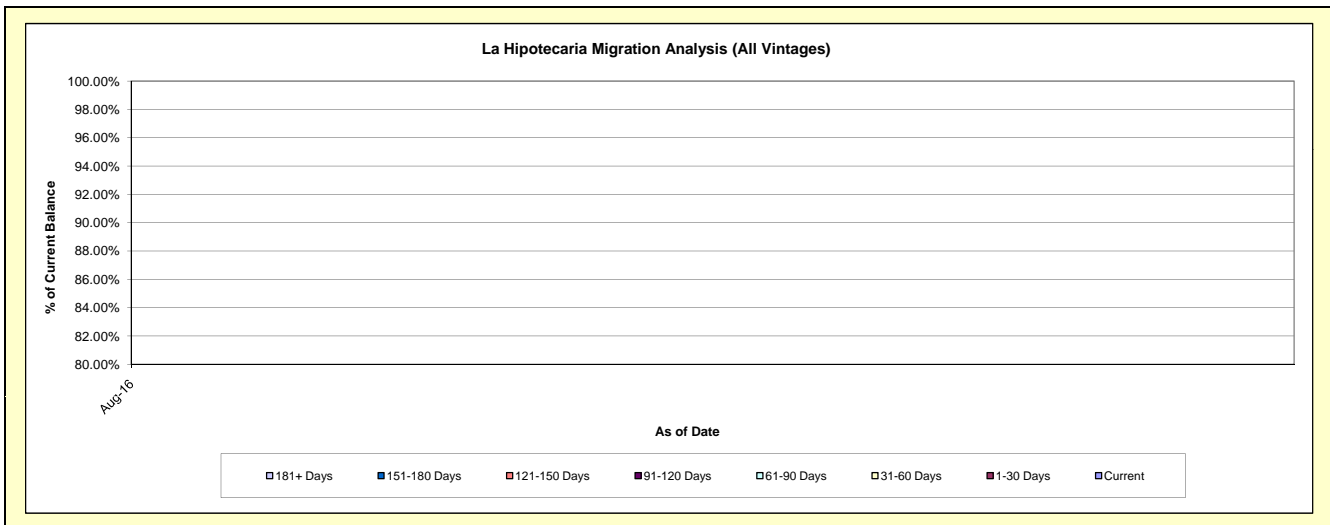 La Hipotecaria Migration Analysis (All Vintages)
100.00%
98.00%
96.00%
94.00%
92.00%
90.00%
88.00%
86.00%
84.00%
82.00%
80.00%
% of Current Balance
Aug-16
As of Date
181+ Days 151-180 Days 121-150 Days 91-120 Days 61-90 Days 31-60 Days 1-30 Days Current